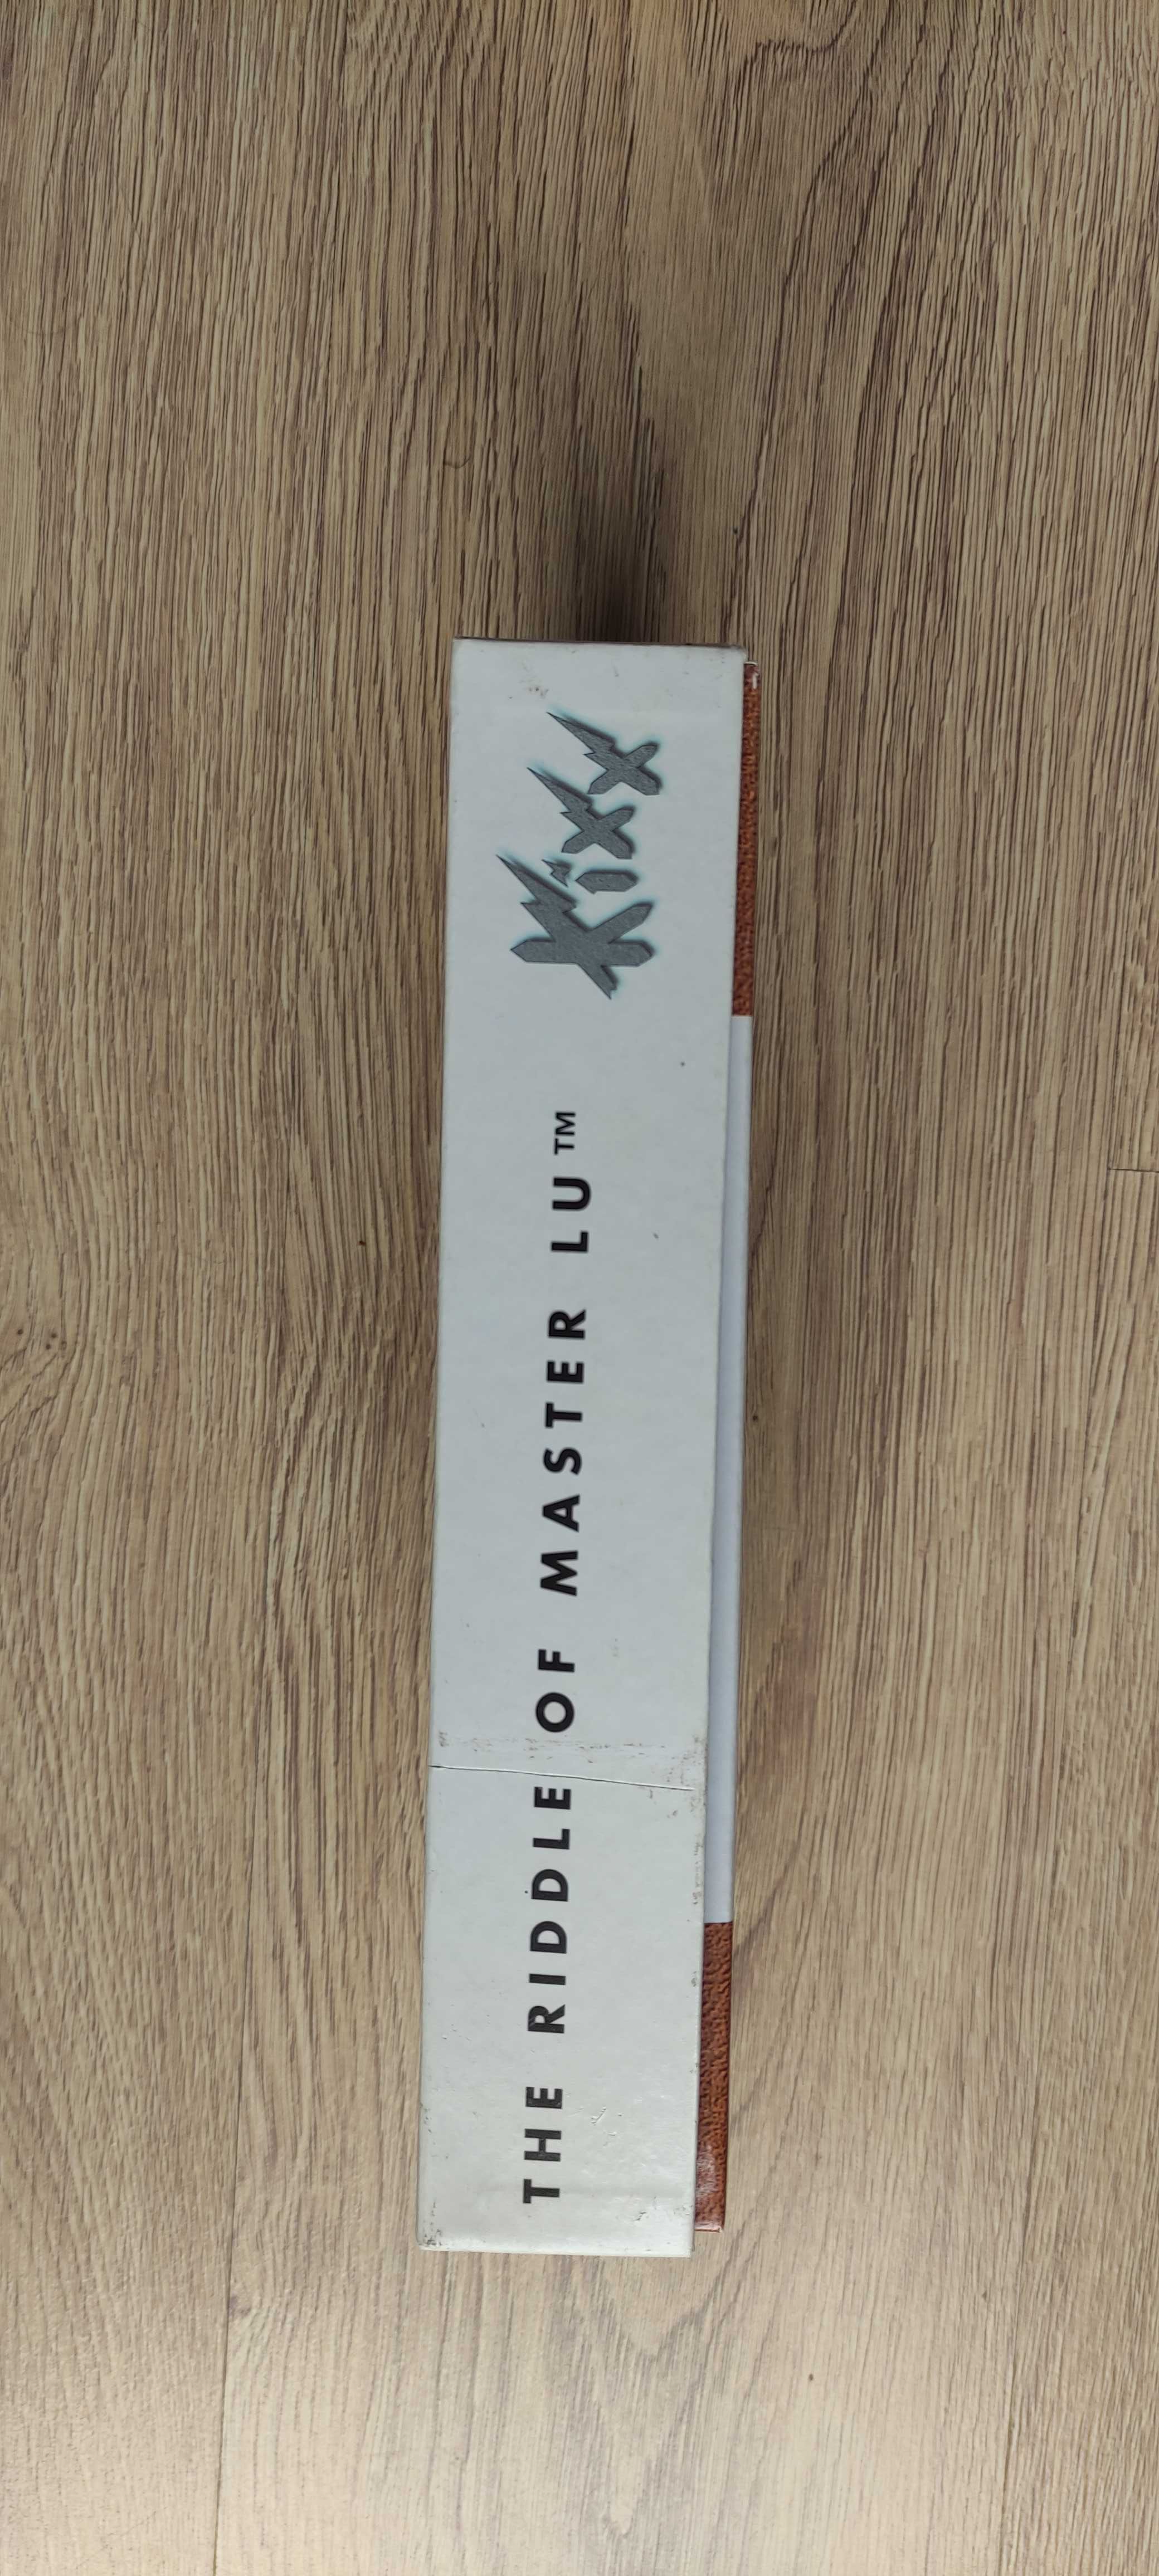 THE RIDDLE OF MASTER LU™
Kixx